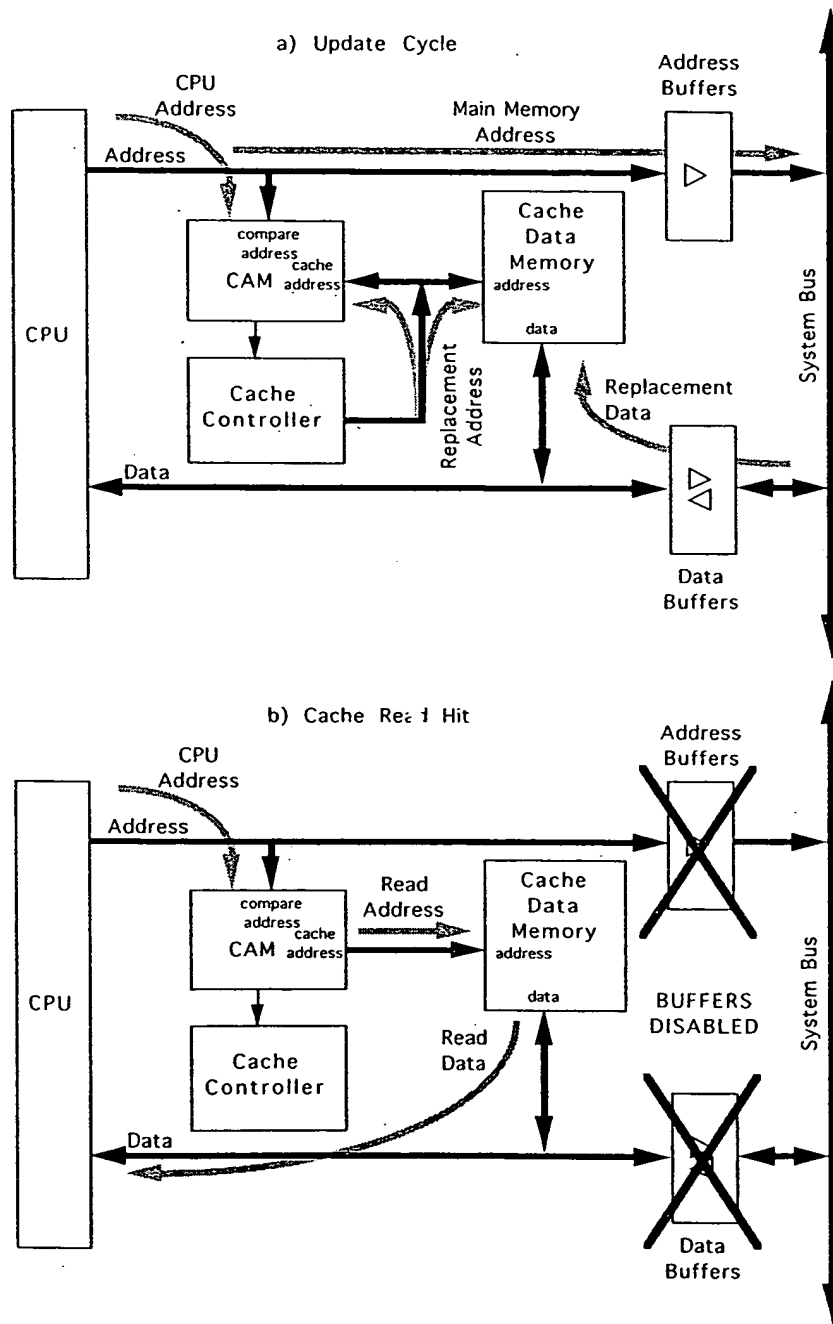 a) Update Cycle
CPU
Address
Address
Buffers
Main Memory
Address
Address
compare
address
CAM
cache
address
Cache
Data
Memory
address
data
CPU
Cache
Controller
Replacement
Address
Replacement
Data
System Bus
Data
Data
Buffers
b) Cache Read Hit
CPU
Address
Address
Buffers
Address
Read
Address
compare
address
CAM
cache
address
Cache
Data
Memory
address
data
CPU
BUFFERS
DISABLED
System Bus
Cache
Controller
Read
Data
Data
Data
Buffers